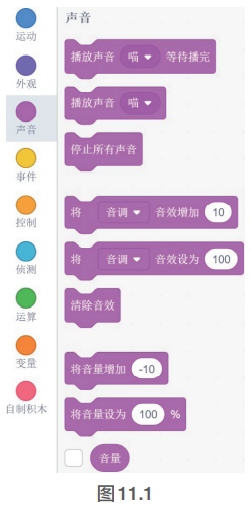 运动
外观
声音
事件
控制
侦测
运算
变量
自制积木
声音
播放声音 喵 等待播完
播放声音 喵
停止所有声音
将 音调 音效增加 10
将 音调 音效设为 100
清除音效
将音量增加 -10
将音量设为 100 %
音量
图11.1